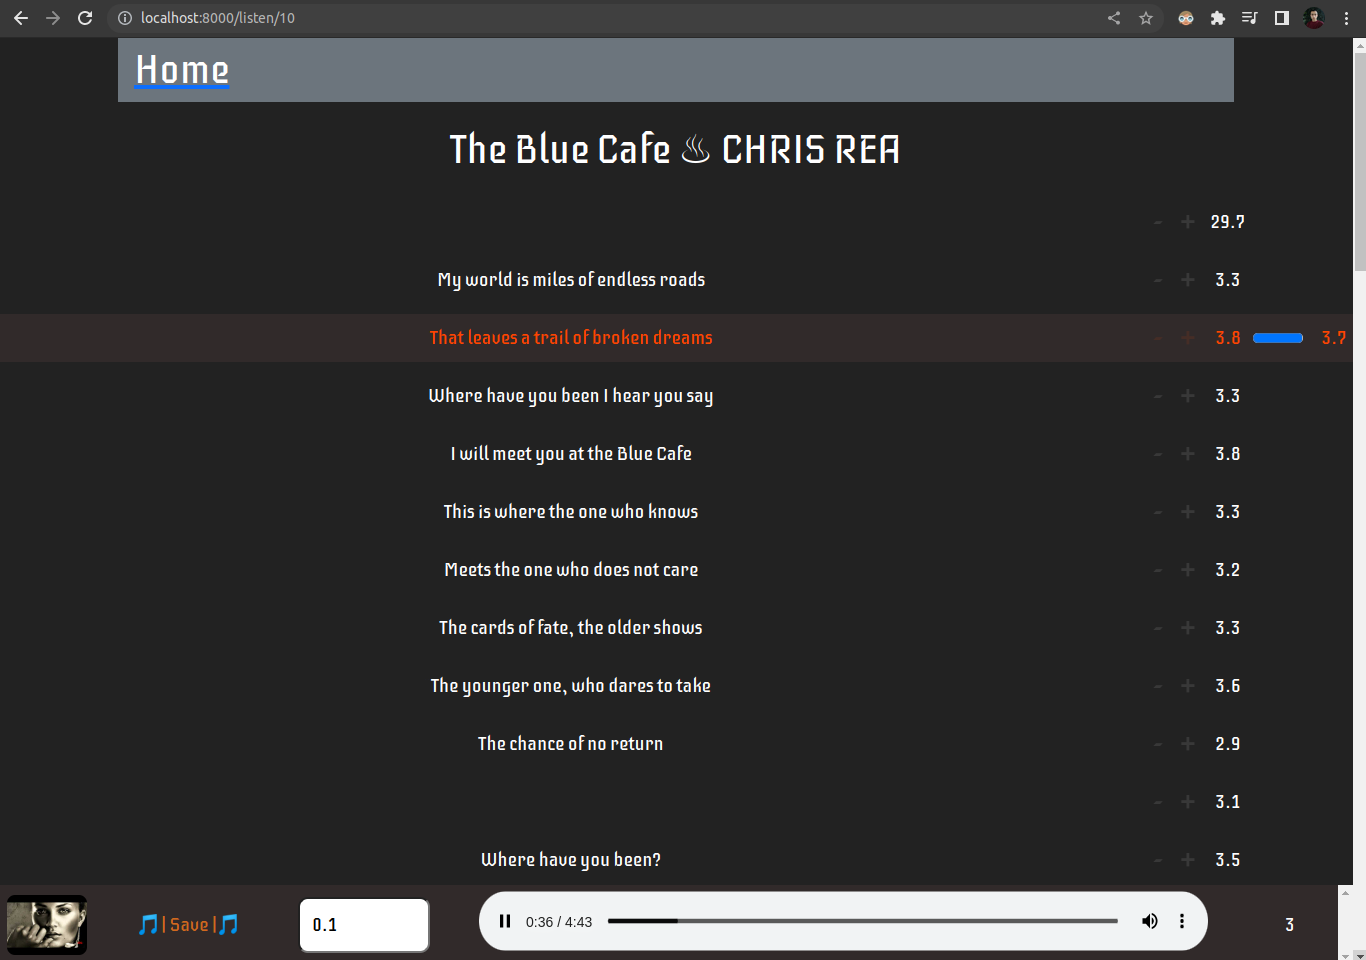 localhost:8000/listen/10
Home
The Blue Cafe ♨ CHRIS REA
- + 29.7
My world is miles of endless roads - + 3.3
That leaves a trail of broken dreams - + 3.8 3.7
Where have you been I hear you say - + 3.3
I will meet you at the Blue Cafe - + 3.8
This is where the one who knows - + 3.3
Meets the one who does not care - + 3.2
The cards of fate, the older shows - + 3.3
The younger one, who dares to take - + 3.6
The chance of no return - + 2.9
- + 3.1
Where have you been? - + 3.5
🎵| Save |🎵 0.1 0:36 / 4:43 3